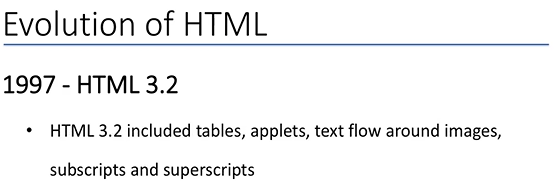 Evolution of HTML
1997 - HTML 3.2
• HTML 3.2 included tables, applets, text flow around images,
subscripts and superscripts